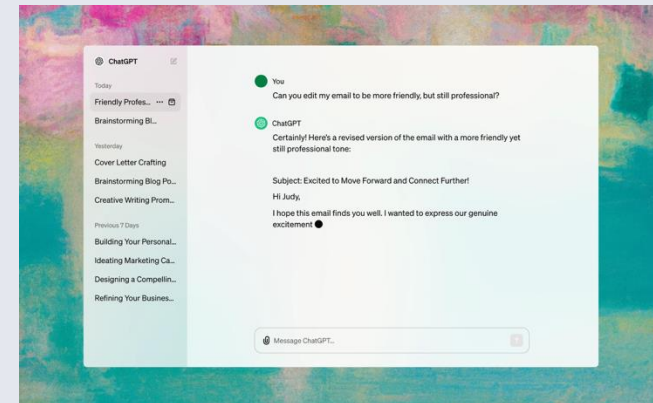 ChatGPT
Today
Friendly Profes...
Brainstorming Bl...
Yesterday
Cover Letter Crafting
Brainstorming Blog Po...
Creative Writing Prom...
Previous 7 Days
Building Your Personal...
Ideating Marketing Ca...
Designing a Compellin...
Refining Your Busines...
You
Can you edit my email to be more friendly, but still professional?
ChatGPT
Certainly! Here's a revised version of the email with a more friendly yet
still professional tone:
Subject: Excited to Move Forward and Connect Further!
Hi Judy,
I hope this email finds you well. I wanted to express our genuine
excitement
Message ChatGPT...